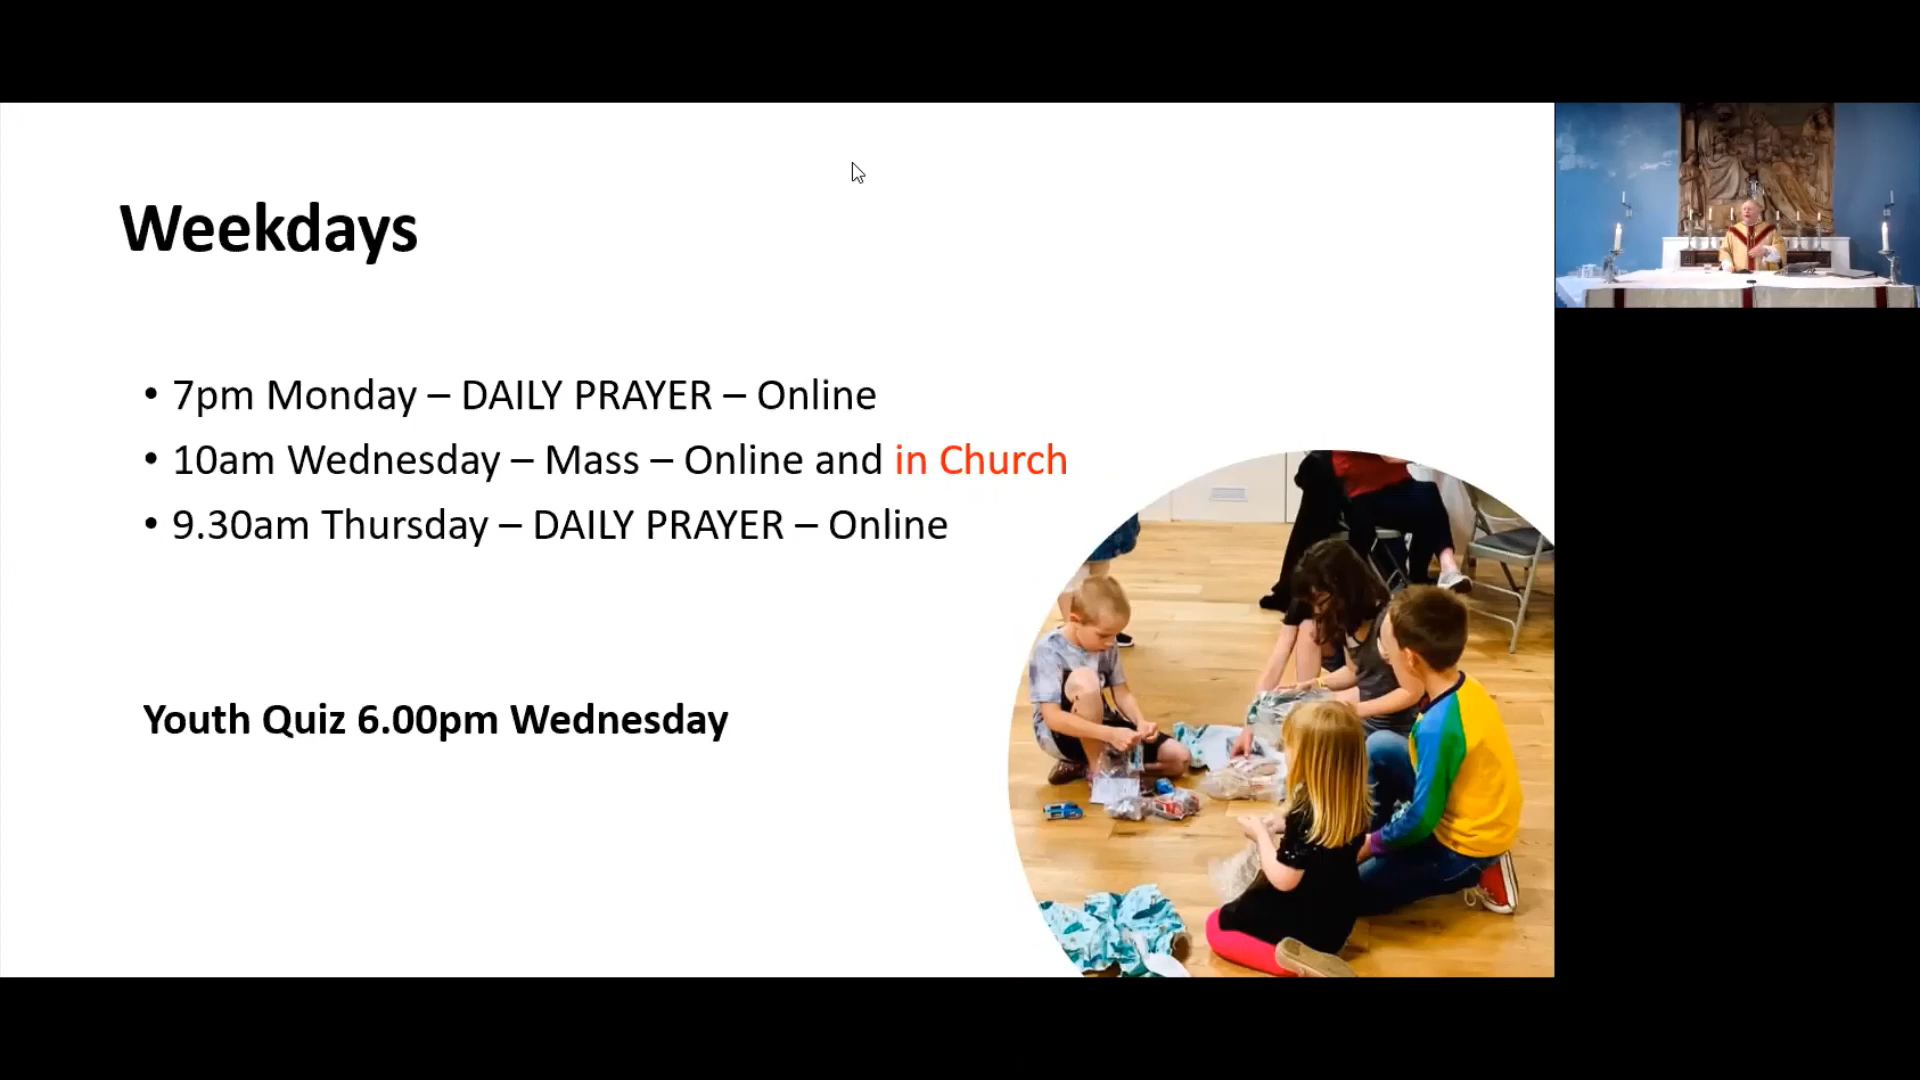 Weekdays
• 7pm Monday – DAILY PRAYER – Online
• 10am Wednesday – Mass – Online and in Church
• 9.30am Thursday – DAILY PRAYER – Online
Youth Quiz 6.00pm Wednesday